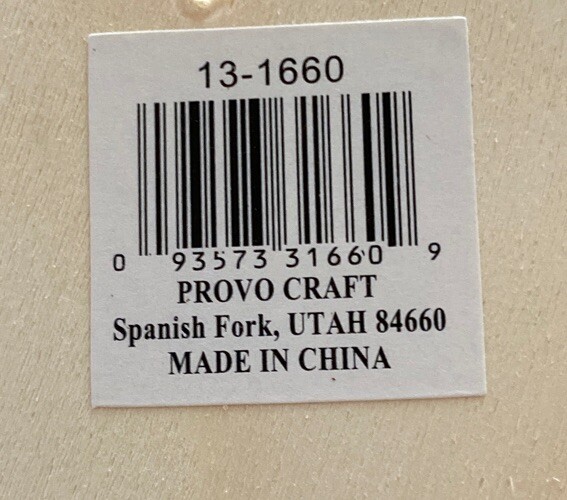 13-1660
0 93573 31660 9
PROVO CRAFT
Spanish Fork, UTAH 84660
MADE IN CHINA